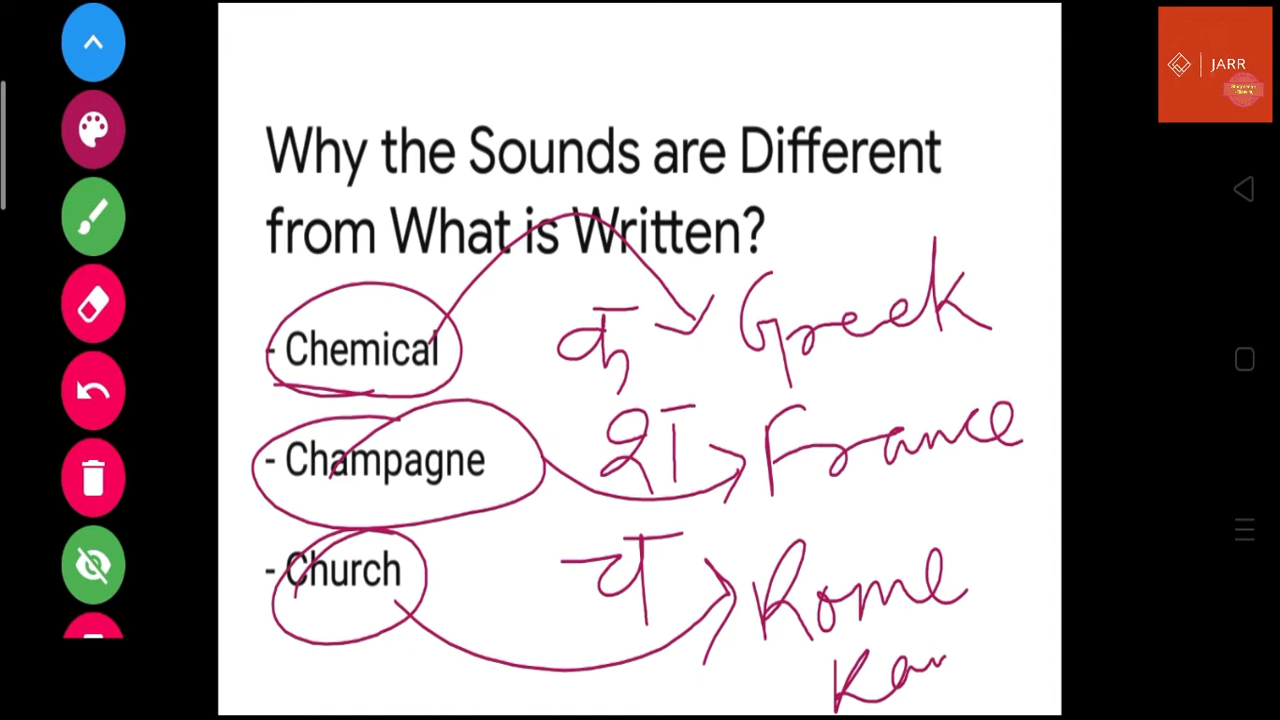 JARR
Why the Sounds are Different
from What is Written?
- Chemical क Greek
- Champagne श France
- Church च Rome